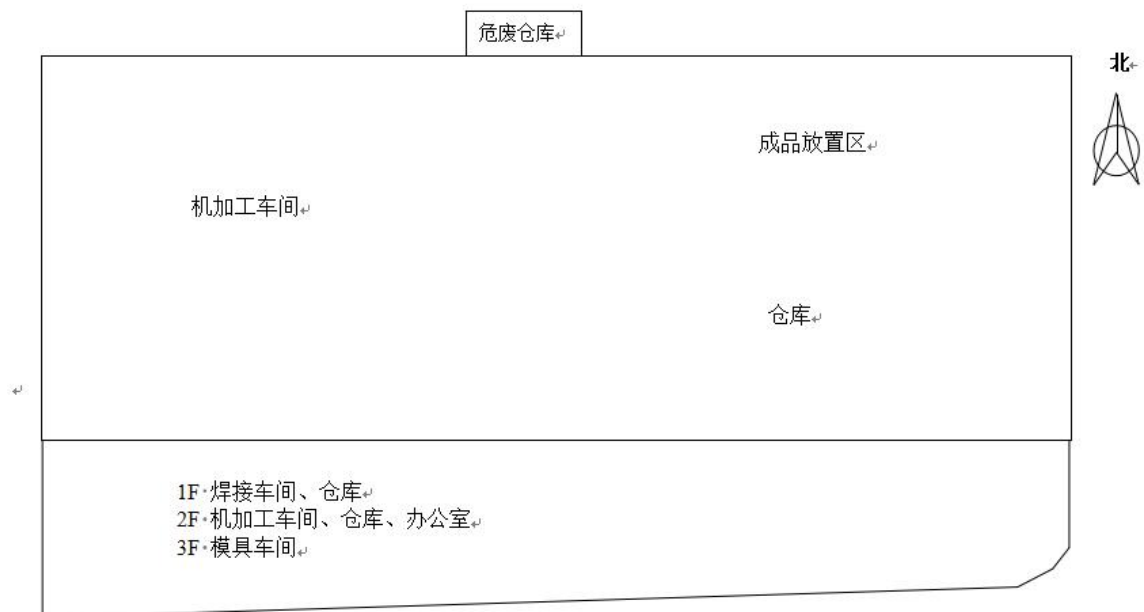 危废仓库
北
成品放置区
机加工车间
仓库
1F 焊接车间、仓库
2F 机加工车间、仓库、办公室
3F 模具车间